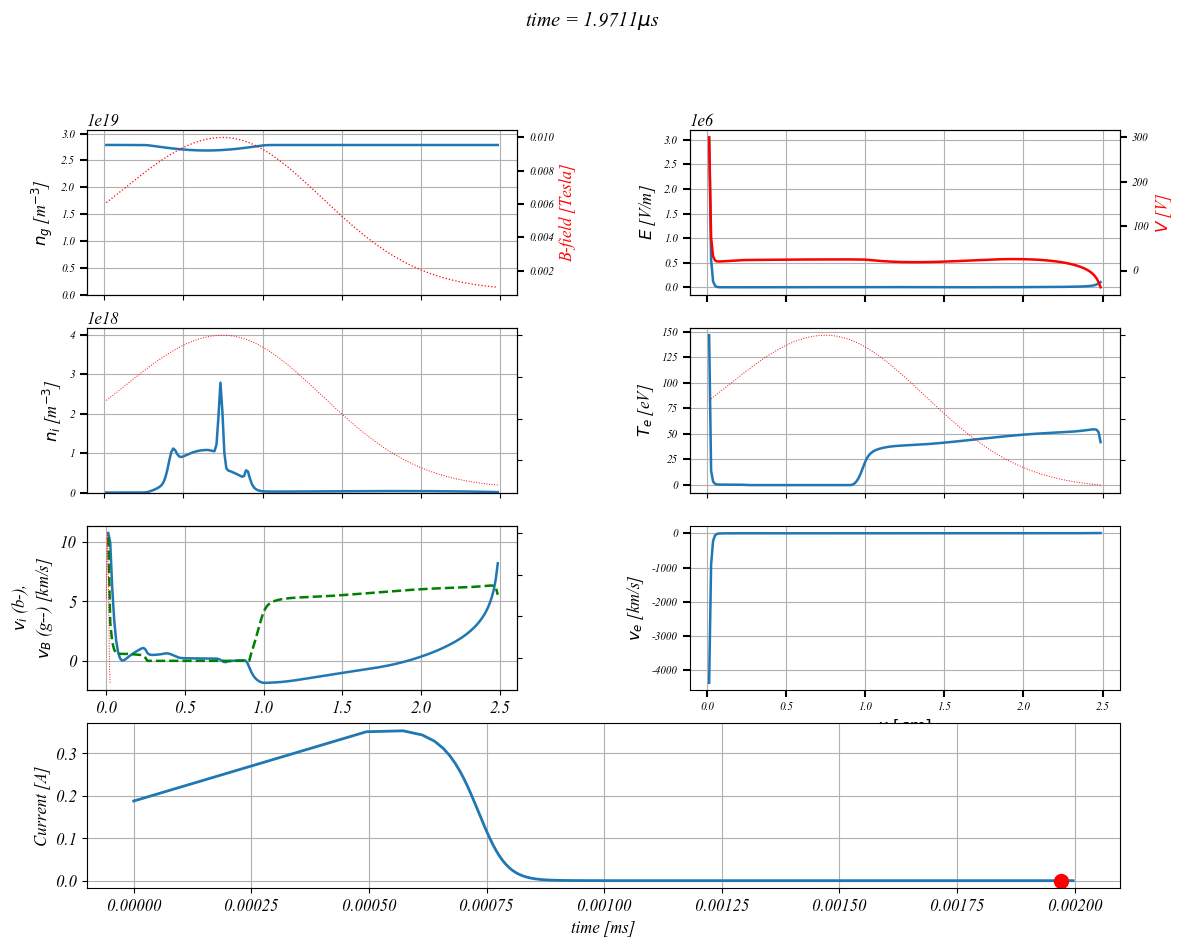 time = 1.9711μs
1e19
3.0
2.5
2.0
1.5
1.0
0.5
0.0
n_g [m^{-3}]
0.010
0.008
0.006
0.004
0.002
B-field [Tesla]
1e6
3.0
2.5
2.0
1.5
1.0
0.5
0.0
E [V/m]
300
200
100
0
V [V]
1e18
4
3
2
1
0
n_i [m^{-3}]
150
125
100
75
50
25
0
T_e [eV]
10
5
0
v_i (b-),
v_B (g--) [km/s]
0.0 0.5 1.0 1.5 2.0 2.5
0
-1000
-2000
-3000
-4000
v_e [km/s]
0.0 0.5 1.0 1.5 2.0 2.5
0.3
0.2
0.1
0.0
Current [A]
0.00000 0.00025 0.00050 0.00075 0.00100 0.00125 0.00150 0.00175 0.00200
time [ms]